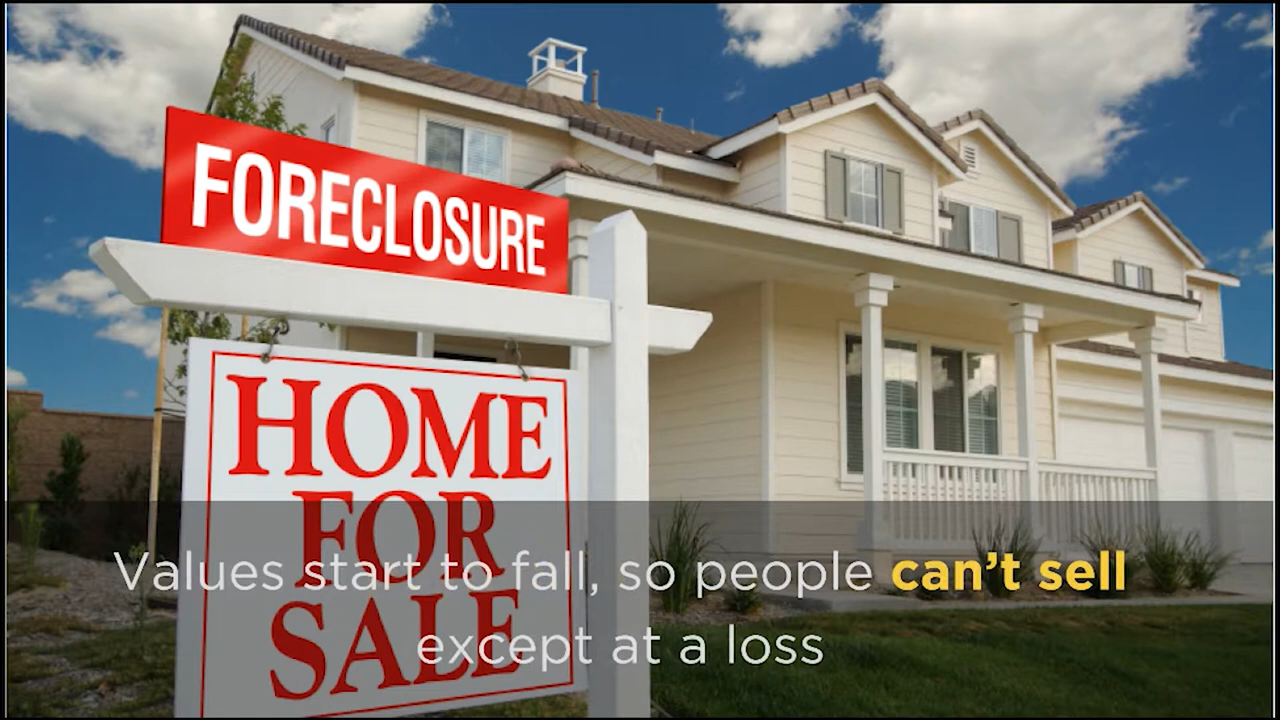 FORECLOSURE
HOME
FOR
SALE
Values start to fall, so people can't sell
except at a loss